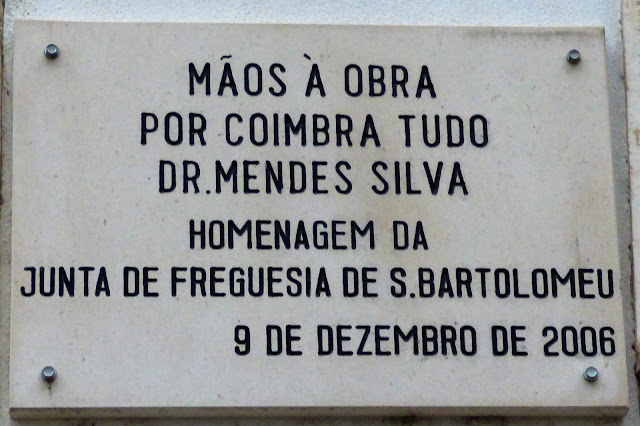 MÃOS À OBRA
POR COIMBRA TUDO
DR.MENDES SILVA
HOMENAGEM DA
JUNTA DE FREGUESIA DE S.BARTOLOMEU
9 DE DEZEMBRO DE 2006